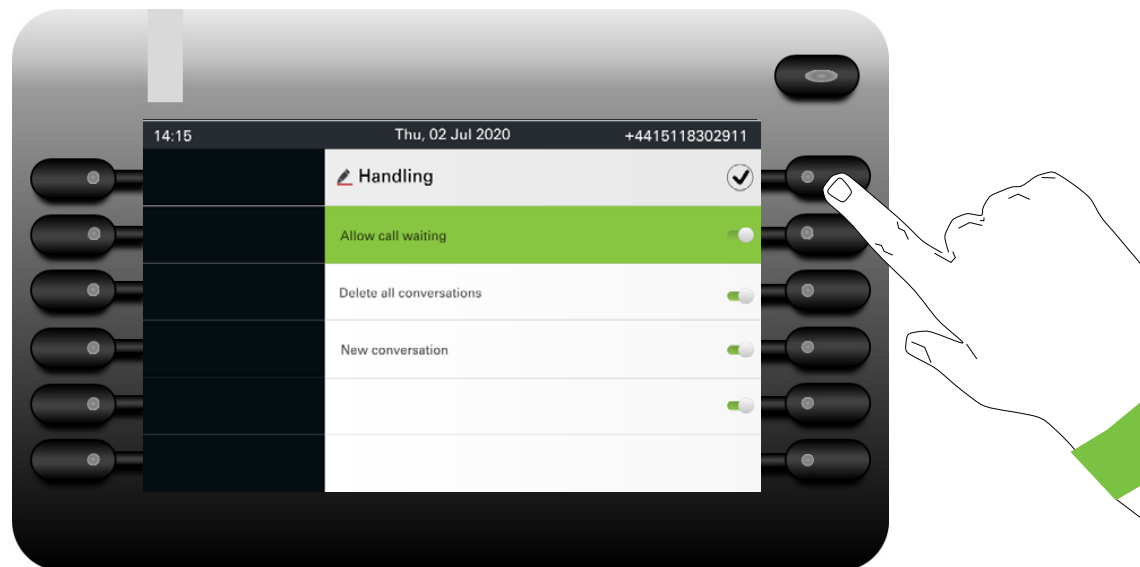 14:15 Thu, 02 Jul 2020 +4415118302911
Handling
Allow call waiting
Delete all conversations
New conversation